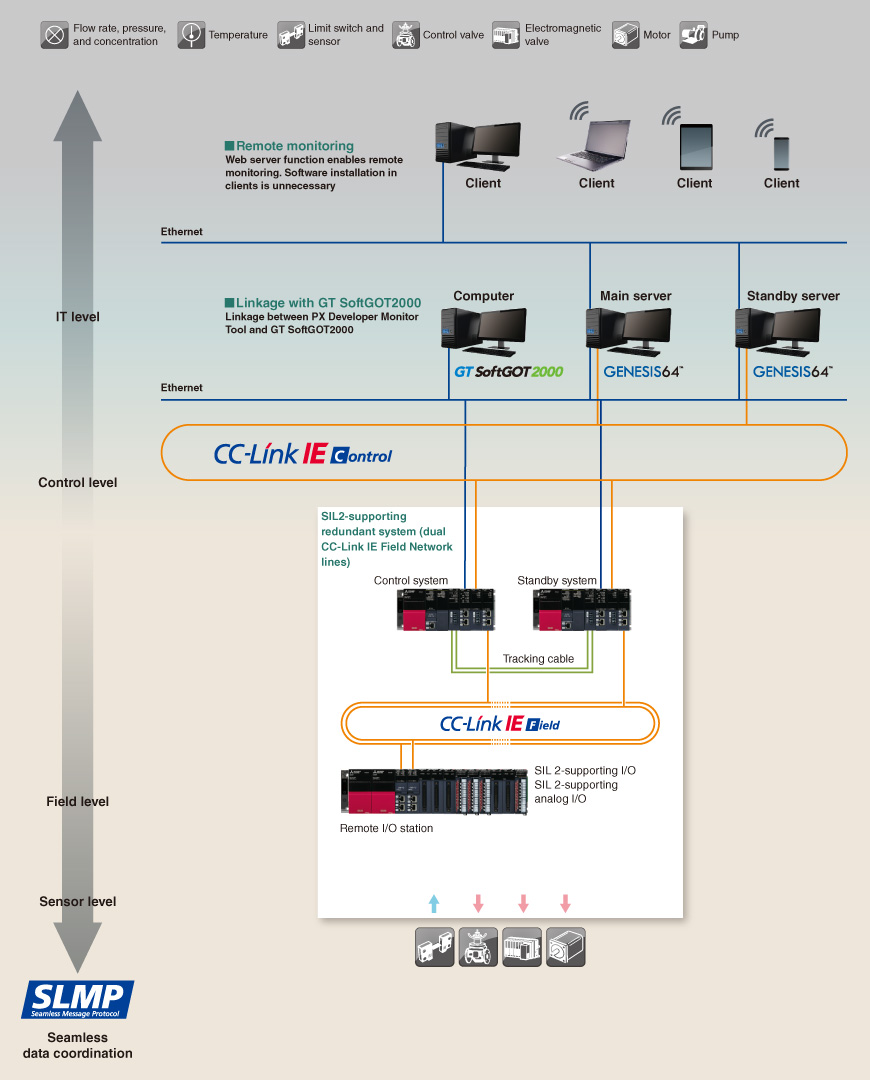 Flow rate, pressure,
and concentration
Temperature
Limit switch and
sensor
Control valve
Electromagnetic
valve
Motor
Pump
Remote monitoring
Web server function enables remote
monitoring. Software installation in
clients is unnecessary
Client
Client
Client
Client
Ethernet
IT level
Linkage with GT SoftGOT2000
Linkage between PX Developer Monitor
Tool and GT SoftGOT2000
Computer
Main server
Standby server
GT SoftGOT2000
GENESIS64™
GENESIS64™
Ethernet
CC-Link IE Control
Control level
SIL2-supporting
redundant system (dual
CC-Link IE Field Network
lines)
Control system
Standby system
Tracking cable
CC-Link IE Field
SIL 2-supporting I/O
SIL 2-supporting
analog I/O
Remote I/O station
Field level
Sensor level
SLMP
Seamless Message Protocol
Seamless
data coordination